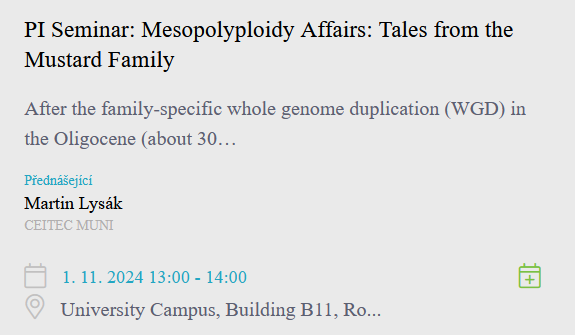 PI Seminar: Mesopolyploidy Affairs: Tales from the
Mustard Family
After the family-specific whole genome duplication (WGD) in
the Oligocene (about 30…
Přednášející
Martin Lysák
CEITEC MUNI
1. 11. 2024 13:00 - 14:00
University Campus, Building B11, Ro...